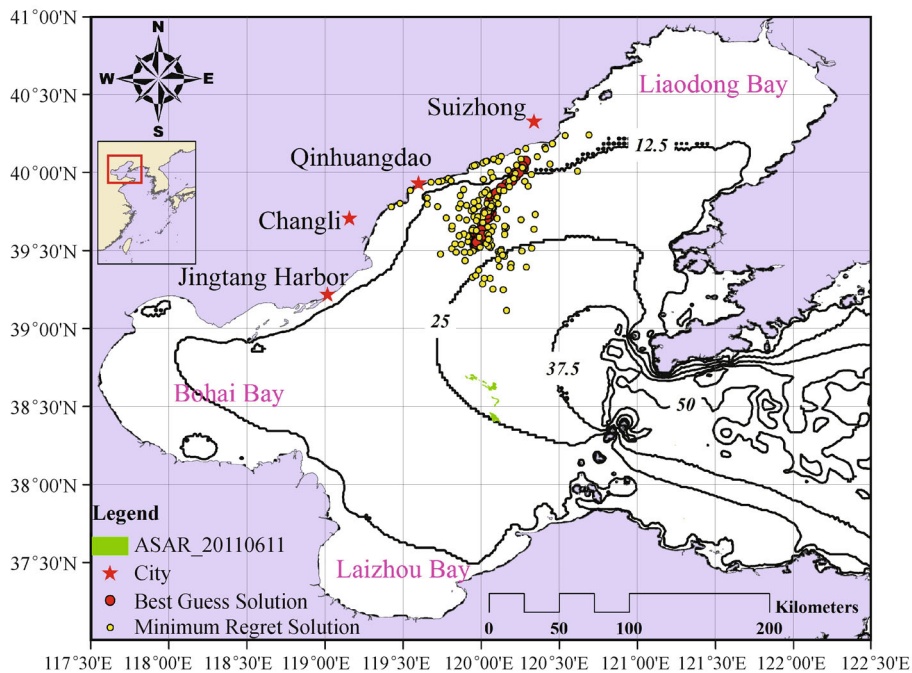 41°00'N
40°30'N
40°00'N
39°30'N
39°00'N
38°30'N
38°00'N
37°30'N
N
W E
S
Liaodong Bay
Suizhong
12.5
Qinhuangdao
Changli
Jingtang Harbor
25
37.5
Bohai Bay
50
Legend
ASAR_20110611
City
Best Guess Solution
Minimum Regret Solution
Laizhou Bay
Kilometers
0 50 100 200
117°30'E 118°00'E 119°00'E 119°30'E 120°00'E 120°30'E 121°00'E 121°30'E 122°00'E 122°30'E